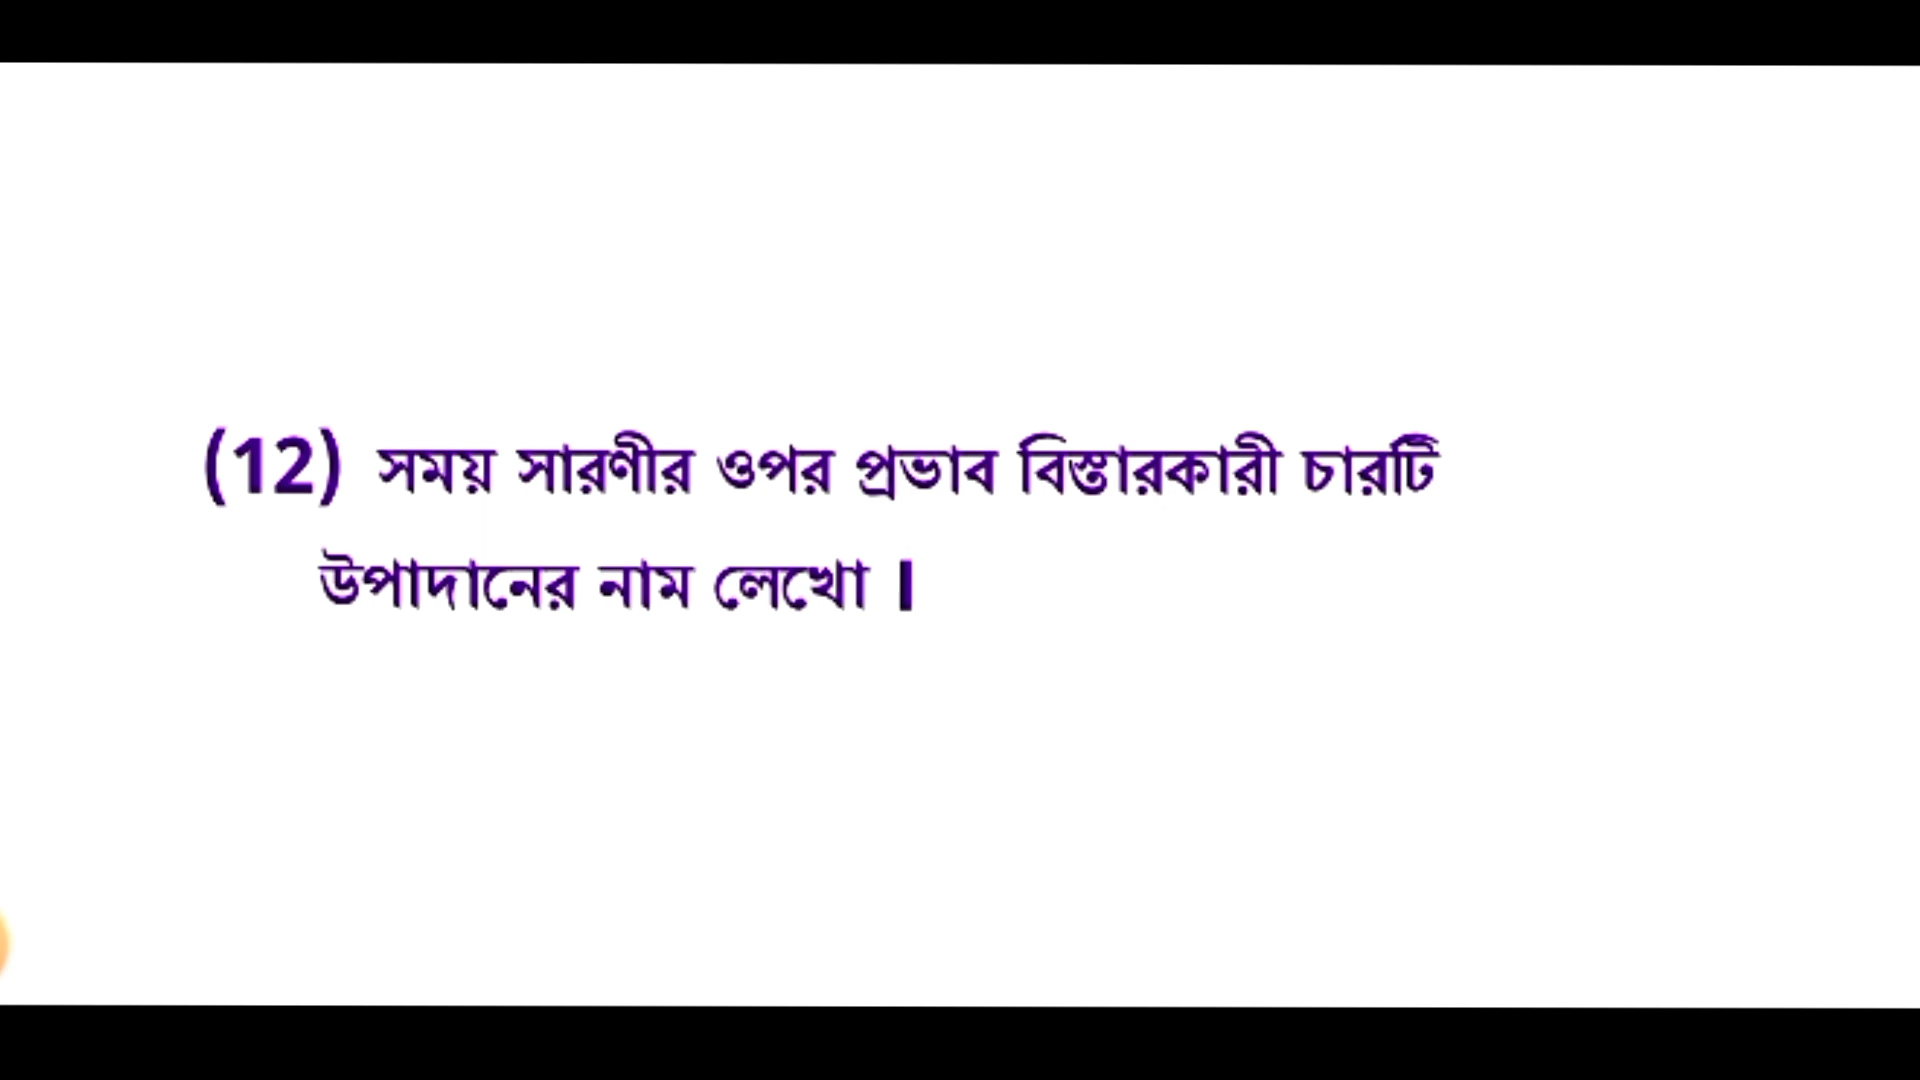 (12) সময় সারণীর ওপর প্রভাব বিস্তারকারী চারটি
উপাদানের নাম লেখো ।